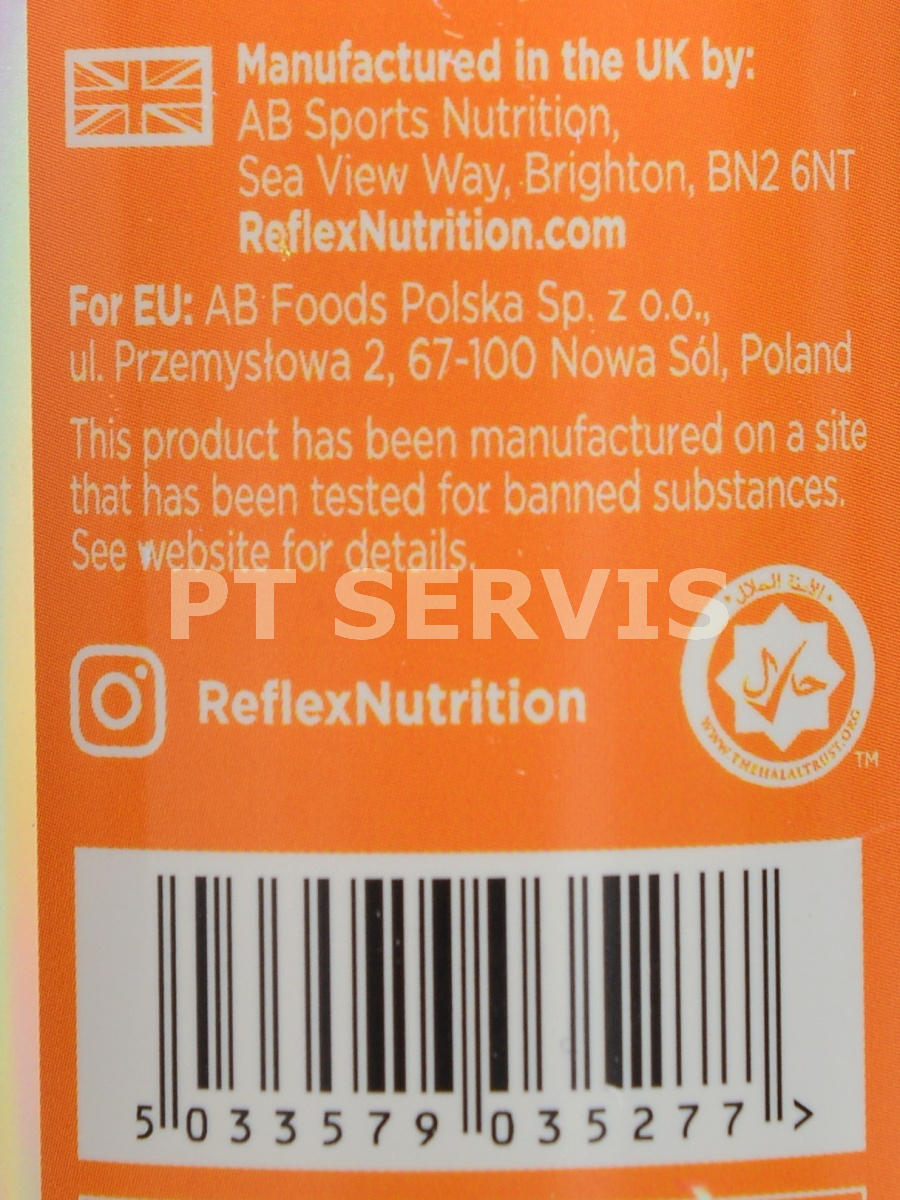 Manufactured in the UK by:
AB Sports Nutrition,
Sea View Way, Brighton, BN2 6NT
ReflexNutrition.com
For EU: AB Foods Polska Sp. z o.o.,
ul. Przemysłowa 2, 67-100 Nowa Sól, Poland
This product has been manufactured on a site
that has been tested for banned substances.
See website for details.
PT SERVIS
الأمنة الحلال
حلال
WWW.THEHALALTRUST.ORG
TM
ReflexNutrition
5 033579 035277 >